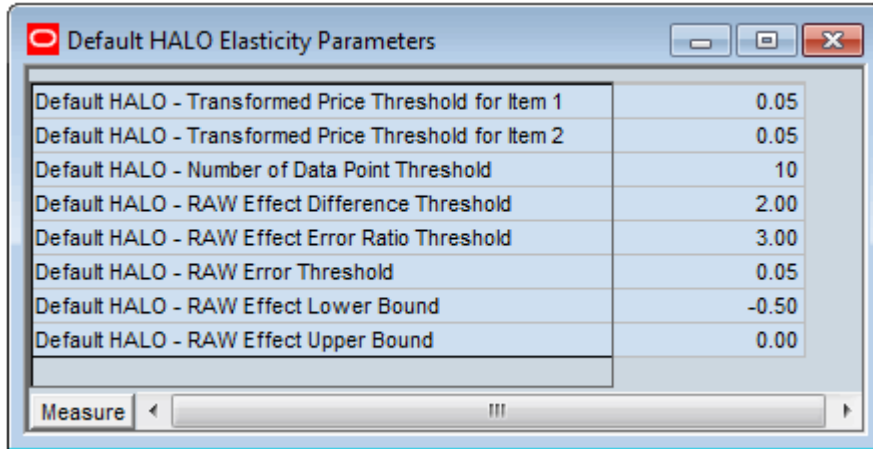 Default HALO Elasticity Parameters
Default HALO - Transformed Price Threshold for Item 1 0.05
Default HALO - Transformed Price Threshold for Item 2 0.05
Default HALO - Number of Data Point Threshold 10
Default HALO - RAW Effect Difference Threshold 2.00
Default HALO - RAW Effect Error Ratio Threshold 3.00
Default HALO - RAW Error Threshold 0.05
Default HALO - RAW Effect Lower Bound -0.50
Default HALO - RAW Effect Upper Bound 0.00
Measure